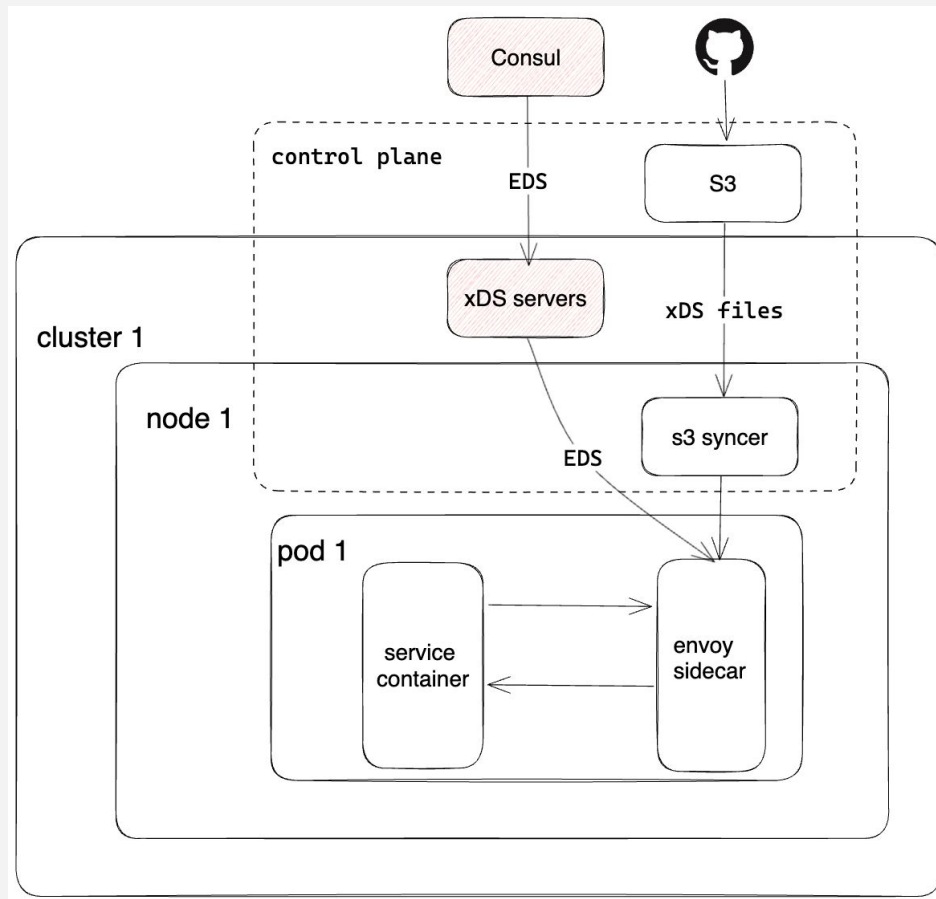 Consul
control plane
EDS
S3
xDS servers
xDS files
cluster 1
node 1
s3 syncer
EDS
pod 1
service
container
envoy
sidecar